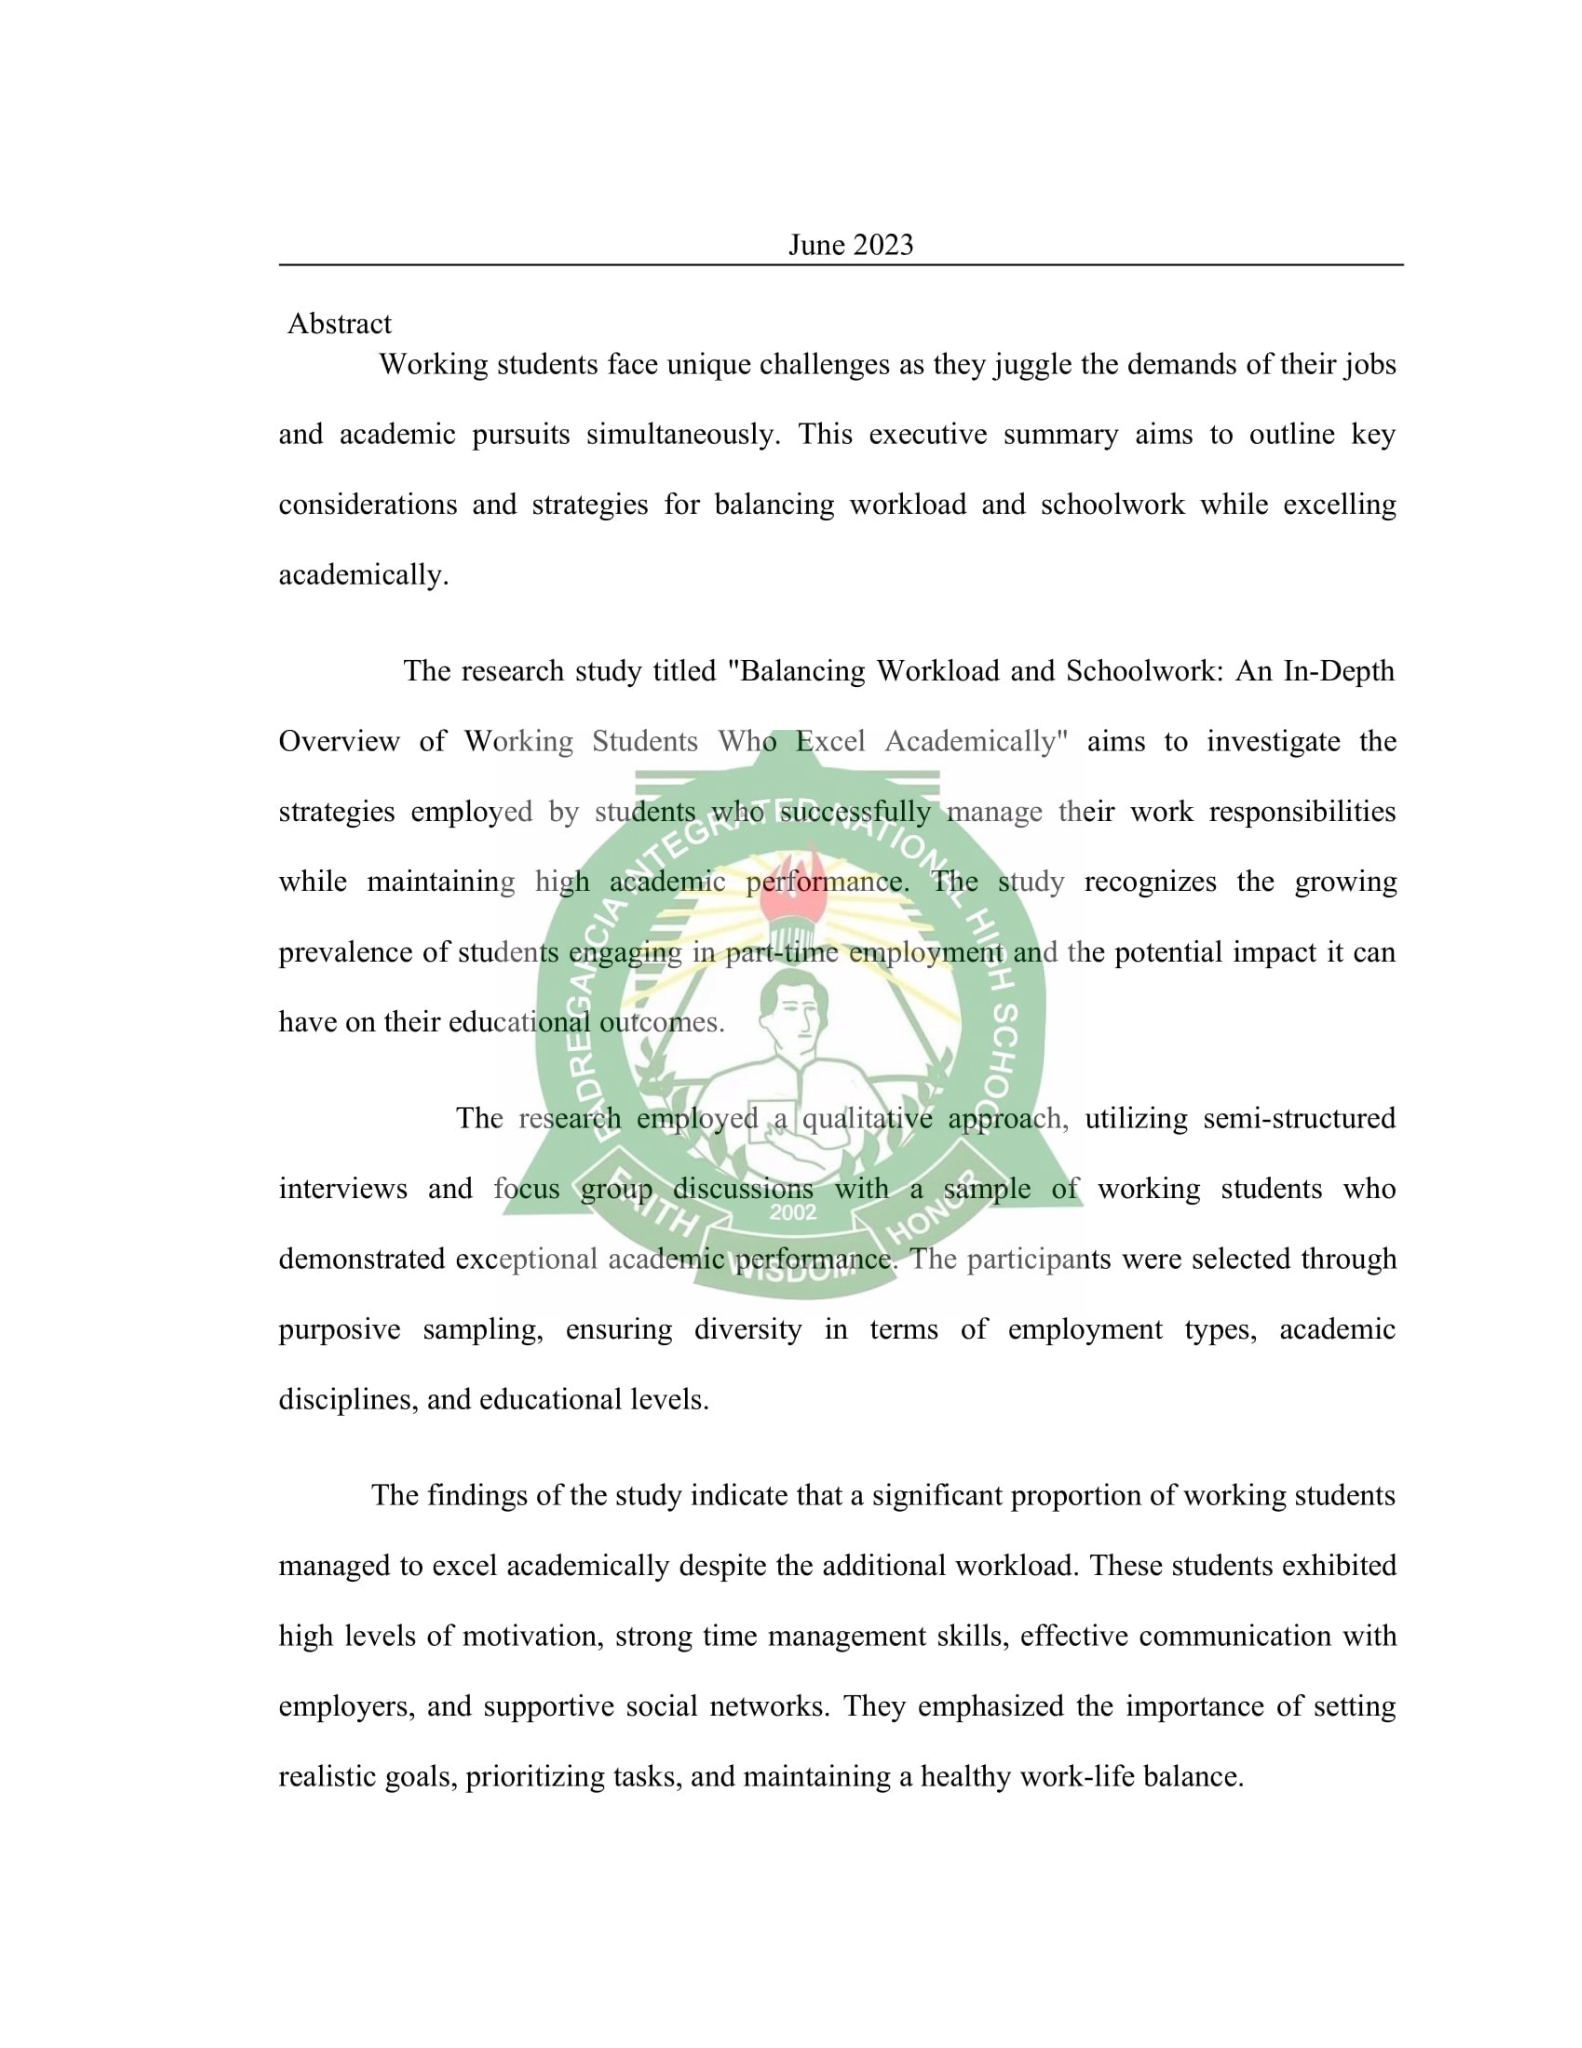 June 2023
Abstract
Working students face unique challenges as they juggle the demands of their jobs
and academic pursuits simultaneously. This executive summary aims to outline key
considerations and strategies for balancing workload and schoolwork while excelling
academically.
The research study titled "Balancing Workload and Schoolwork: An In-Depth
Overview of Working Students Who Excel Academically" aims to investigate the
strategies employed by students who successfully manage their work responsibilities
while maintaining high academic performance. The study recognizes the growing
prevalence of students engaging in part-time employment and the potential impact it can
have on their educational outcomes.
The research employed a qualitative approach, utilizing semi-structured
interviews and focus group discussions with a sample of working students who
demonstrated exceptional academic performance. The participants were selected through
purposive sampling, ensuring diversity in terms of employment types, academic
disciplines, and educational levels.
The findings of the study indicate that a significant proportion of working students
managed to excel academically despite the additional workload. These students exhibited
high levels of motivation, strong time management skills, effective communication with
employers, and supportive social networks. They emphasized the importance of setting
realistic goals, prioritizing tasks, and maintaining a healthy work-life balance.
PADRE GARCIA INTEGRATED NATIONAL HIGH SCHOOL
FAITH
2002
WISDOM
HONOR